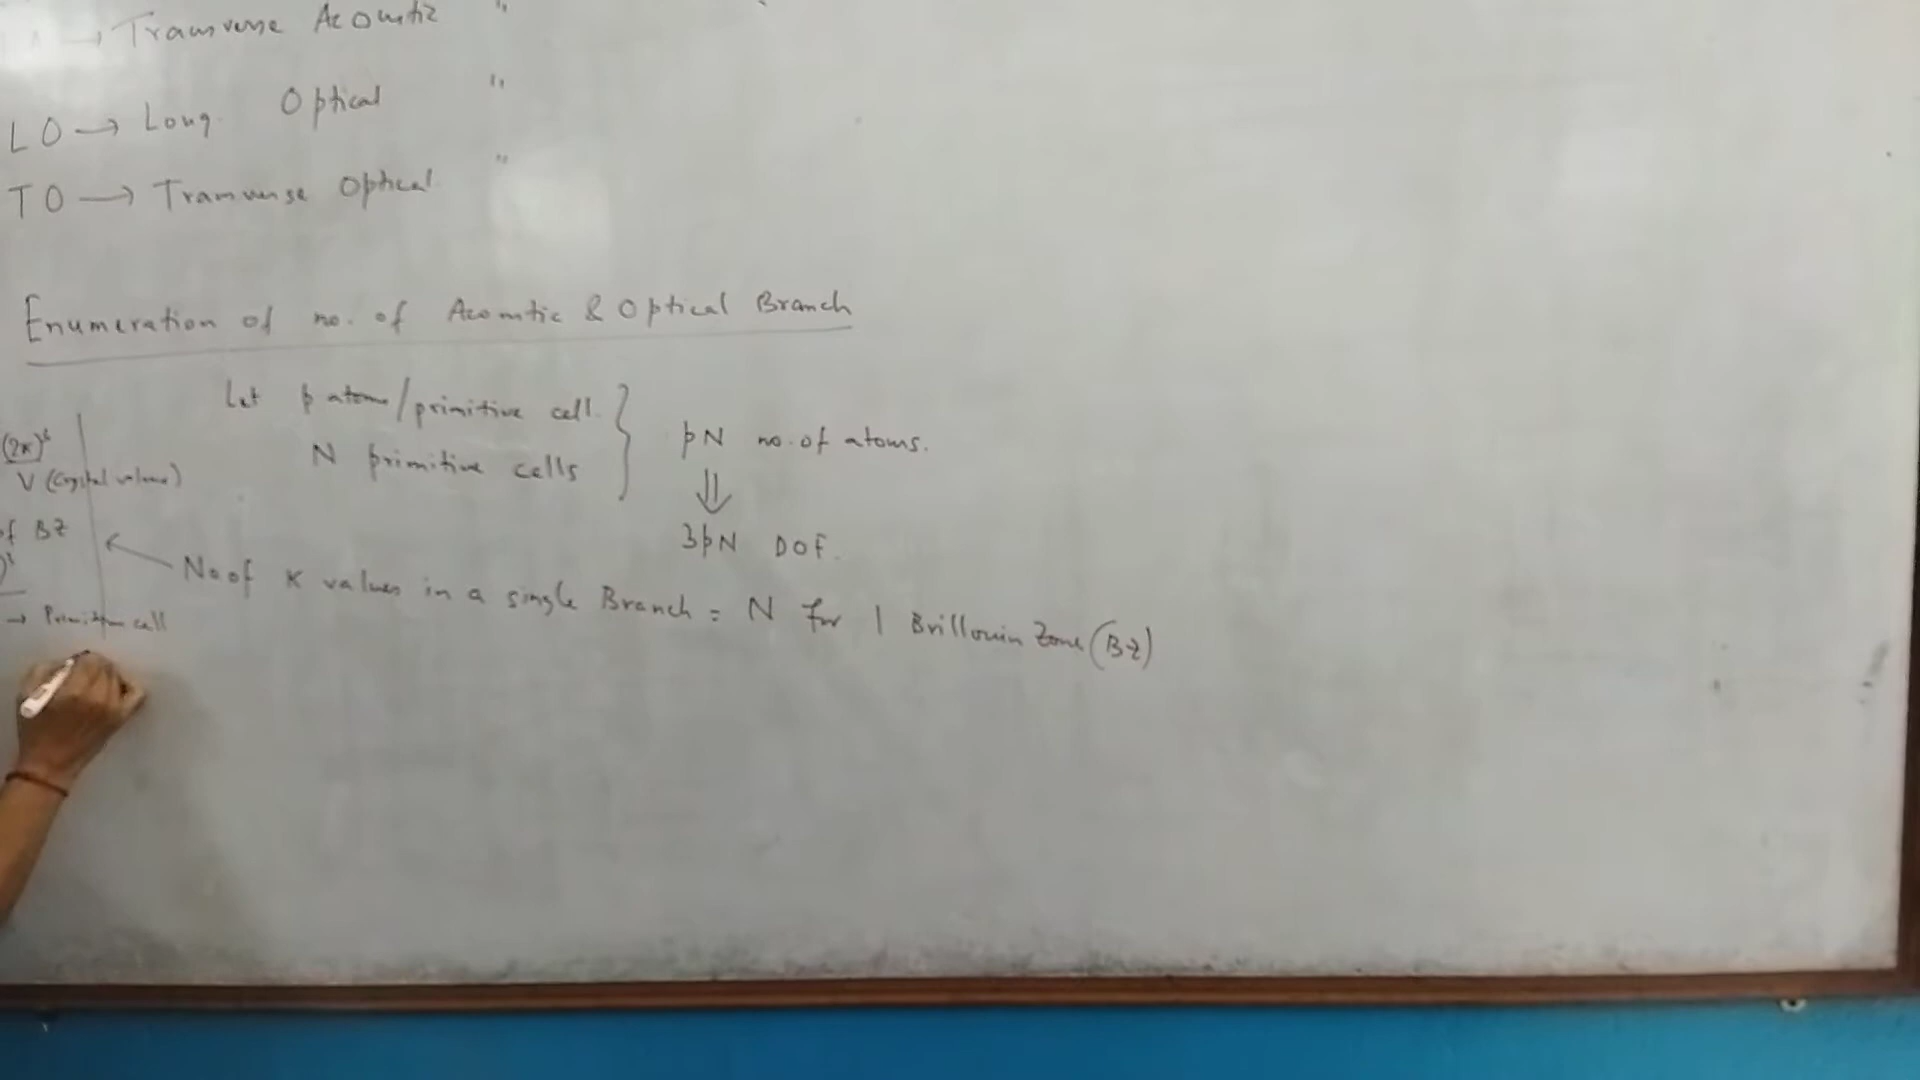 → Transverse Acoustic "
LO → Long. Optical "
TO → Transverse Optical "
Enumeration of no. of Acoustic & Optical Branch
Let p atoms/primitive cell
N primitive cells
pN no. of atoms.
⇓
3pN DOF.
(2π)³
V (Crystal volume)
of BZ
→ Primitive cell
No of K values in a single Branch = N for 1 Brillouin Zone (BZ)